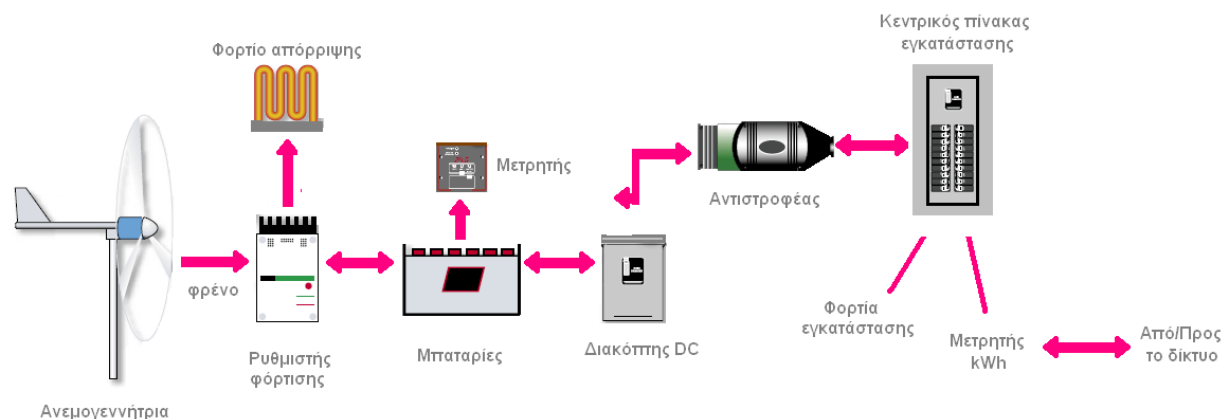 Φορτίο απόρριψης
Κεντρικός πίνακας
εγκατάστασης
Μετρητής
Αντιστροφέας
φρένο
Ρυθμιστής
φόρτισης
Μπαταρίες
Διακόπτης DC
Φορτία
εγκατάστασης
Μετρητής
kWh
Από/Προς
το δίκτυο
Ανεμογεννήτρια